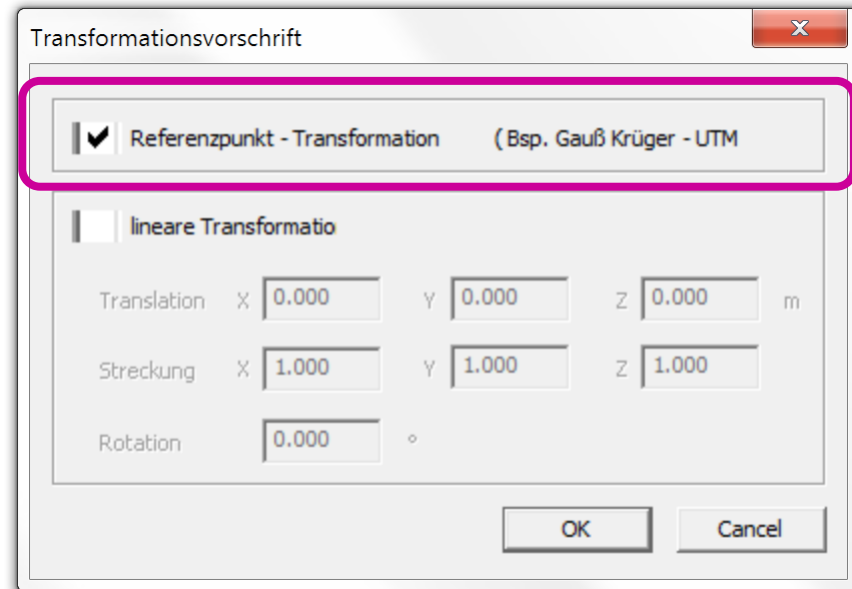 Transformationsvorschrift
Referenzpunkt - Transformation ( Bsp. Gauß Krüger - UTM
lineare Transformatio
Translation X 0.000 Y 0.000 Z 0.000 m
Streckung X 1.000 Y 1.000 Z 1.000
Rotation 0.000 °
OK Cancel